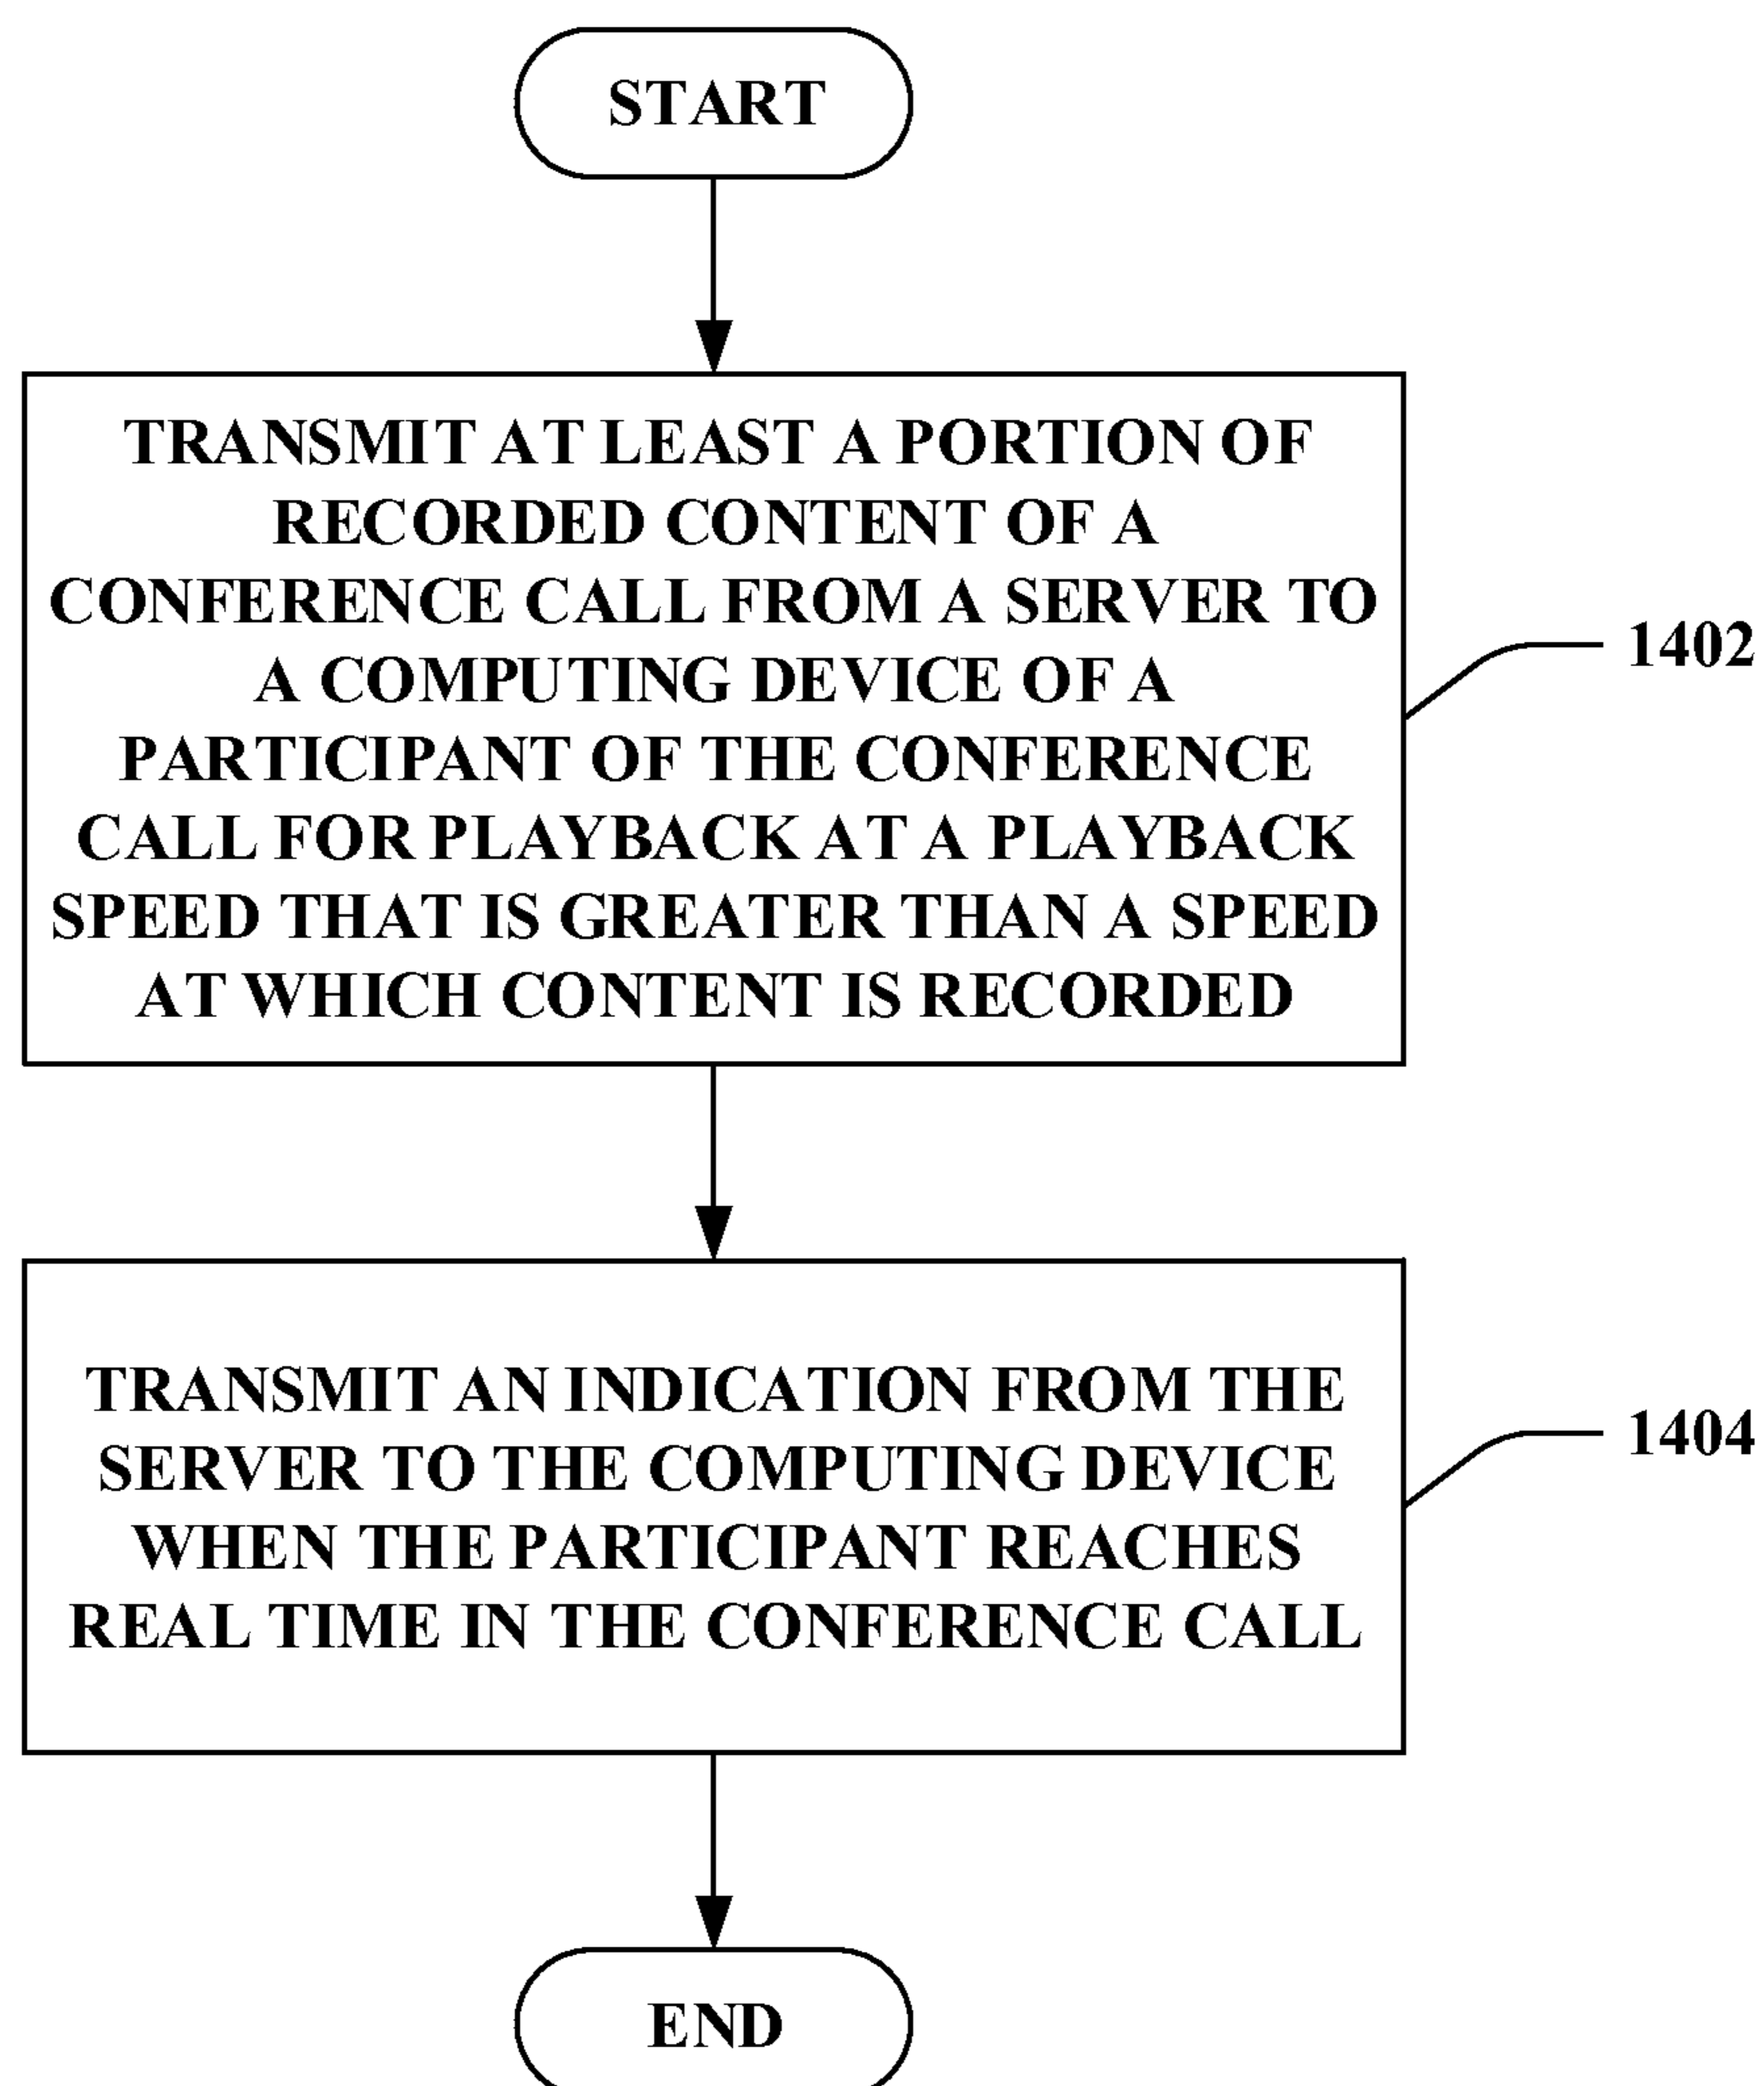 START
TRANSMIT AT LEAST A PORTION OF
RECORDED CONTENT OF A
CONFERENCE CALL FROM A SERVER TO
A COMPUTING DEVICE OF A
PARTICIPANT OF THE CONFERENCE
CALL FOR PLAYBACK AT A PLAYBACK
SPEED THAT IS GREATER THAN A SPEED
AT WHICH CONTENT IS RECORDED
1402
TRANSMIT AN INDICATION FROM THE
SERVER TO THE COMPUTING DEVICE
WHEN THE PARTICIPANT REACHES
REAL TIME IN THE CONFERENCE CALL
1404
END